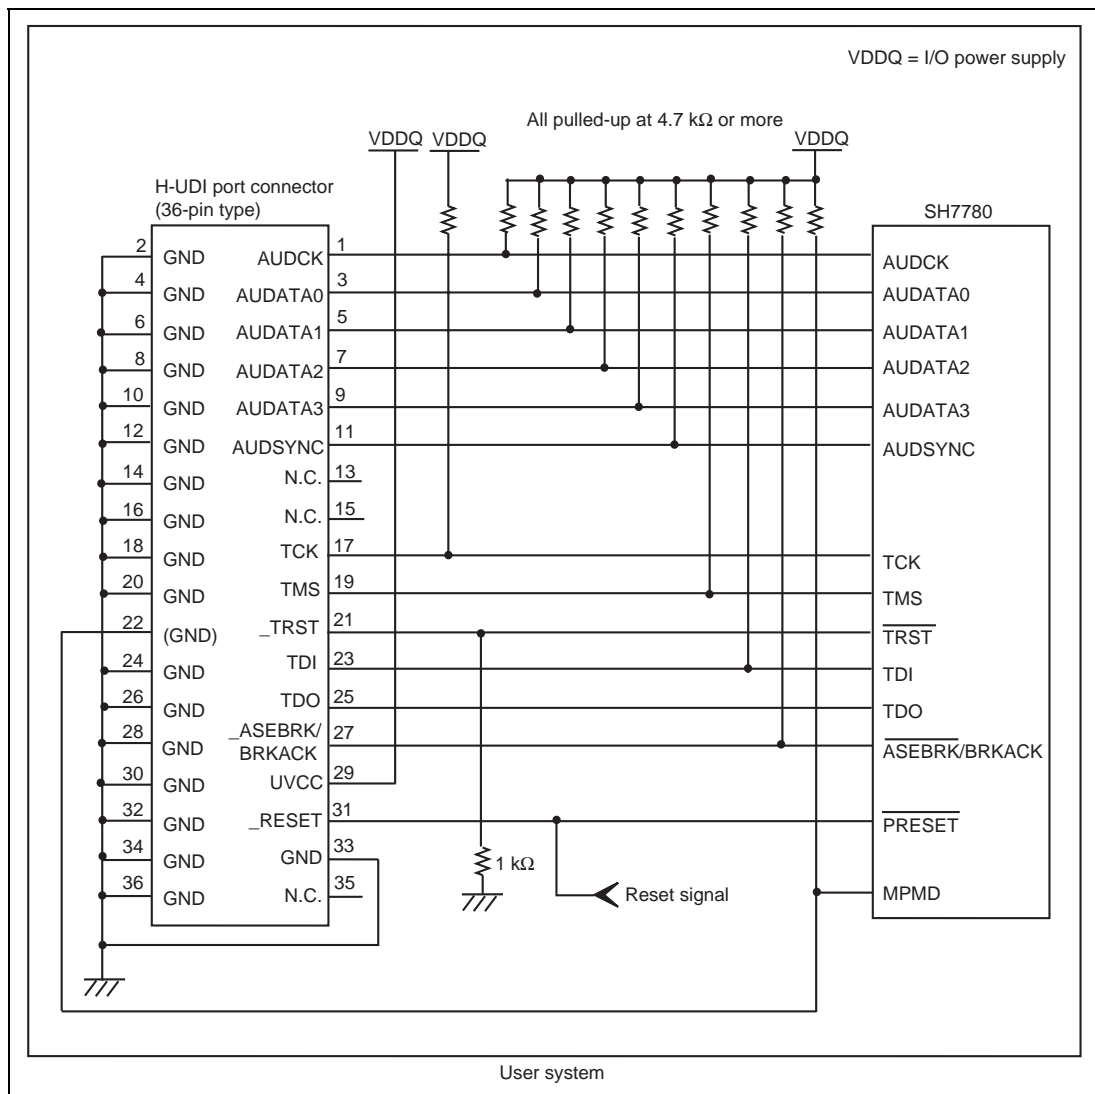 VDDQ = I/O power supply
All pulled-up at 4.7 kΩ or more
VDDQ VDDQ VDDQ
H-UDI port connector
(36-pin type)
SH7780
2 GND AUDCK 1 AUDCK
4 GND AUDATA0 3 AUDATA0
6 GND AUDATA1 5 AUDATA1
8 GND AUDATA2 7 AUDATA2
10 GND AUDATA3 9 AUDATA3
12 GND AUDSYNC 11 AUDSYNC
14 GND N.C. 13
16 GND N.C. 15
18 GND TCK 17 TCK
20 GND TMS 19 TMS
22 (GND) _TRST 21 TRST
24 GND TDI 23 TDI
26 GND TDO 25 TDO
28 GND _ASEBRK/ 27 ASEBRK/BRKACK
BRKACK
30 GND UVCC 29
32 GND _RESET 31 PRESET
34 GND GND 33
1 kΩ
36 GND N.C. 35 Reset signal MPMD
User system